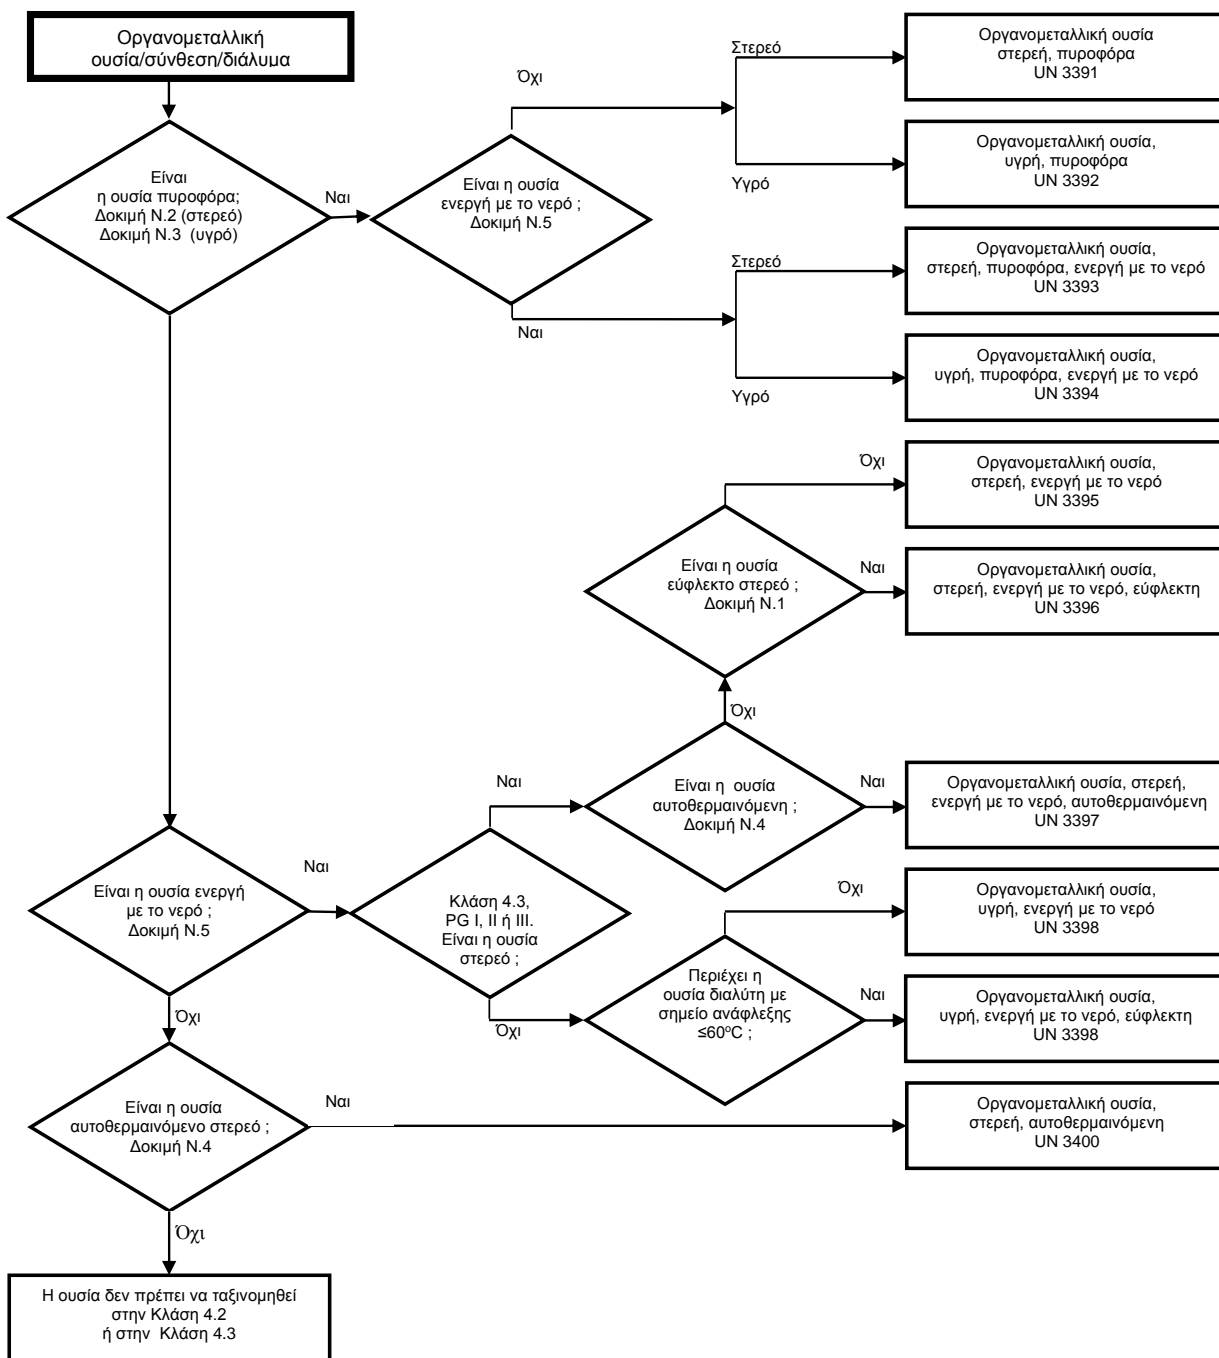 Οργανομεταλλική
ουσία/σύνθεση/διάλυμα
Είναι
η ουσία πυροφόρα;
Δοκιμή Ν.2 (στερεό)
Δοκιμή Ν.3 (υγρό)
Ναι
Είναι η ουσία
ενεργή με το νερό ;
Δοκιμή Ν.5
Όχι
Στερεό
Οργανομεταλλική ουσία
στερεή, πυροφόρα
UN 3391
Υγρό
Οργανομεταλλική ουσία,
υγρή, πυροφόρα
UN 3392
Ναι
Στερεό
Οργανομεταλλική ουσία,
στερεή, πυροφόρα, ενεργή με το νερό
UN 3393
Υγρό
Οργανομεταλλική ουσία,
υγρή, πυροφόρα, ενεργή με το νερό
UN 3394
Όχι
Οργανομεταλλική ουσία,
στερεή, ενεργή με το νερό
UN 3395
Είναι η ουσία
εύφλεκτο στερεό ;
Δοκιμή Ν.1
Ναι
Οργανομεταλλική ουσία,
στερεή, ενεργή με το νερό, εύφλεκτη
UN 3396
Όχι
Ναι
Είναι η ουσία
αυτοθερμαινόμενη ;
Δοκιμή Ν.4
Ναι
Οργανομεταλλική ουσία, στερεή,
ενεργή με το νερό, αυτοθερμαινόμενη
UN 3397
Είναι η ουσία ενεργή
με το νερό ;
Δοκιμή Ν.5
Ναι
Κλάση 4.3,
PG I, II ή III.
Είναι η ουσία
στερεό ;
Όχι
Οργανομεταλλική ουσία,
υγρή, ενεργή με το νερό
UN 3398
Όχι
Περιέχει η
ουσία διαλύτη με
σημείο ανάφλεξης
≤60°C ;
Ναι
Οργανομεταλλική ουσία,
υγρή, ενεργή με το νερό, εύφλεκτη
UN 3398
Όχι
Είναι η ουσία
αυτοθερμαινόμενο στερεό ;
Δοκιμή Ν.4
Ναι
Οργανομεταλλική ουσία,
στερεή, αυτοθερμαινόμενη
UN 3400
Όχι
Η ουσία δεν πρέπει να ταξινομηθεί
στην Κλάση 4.2
ή στην Κλάση 4.3